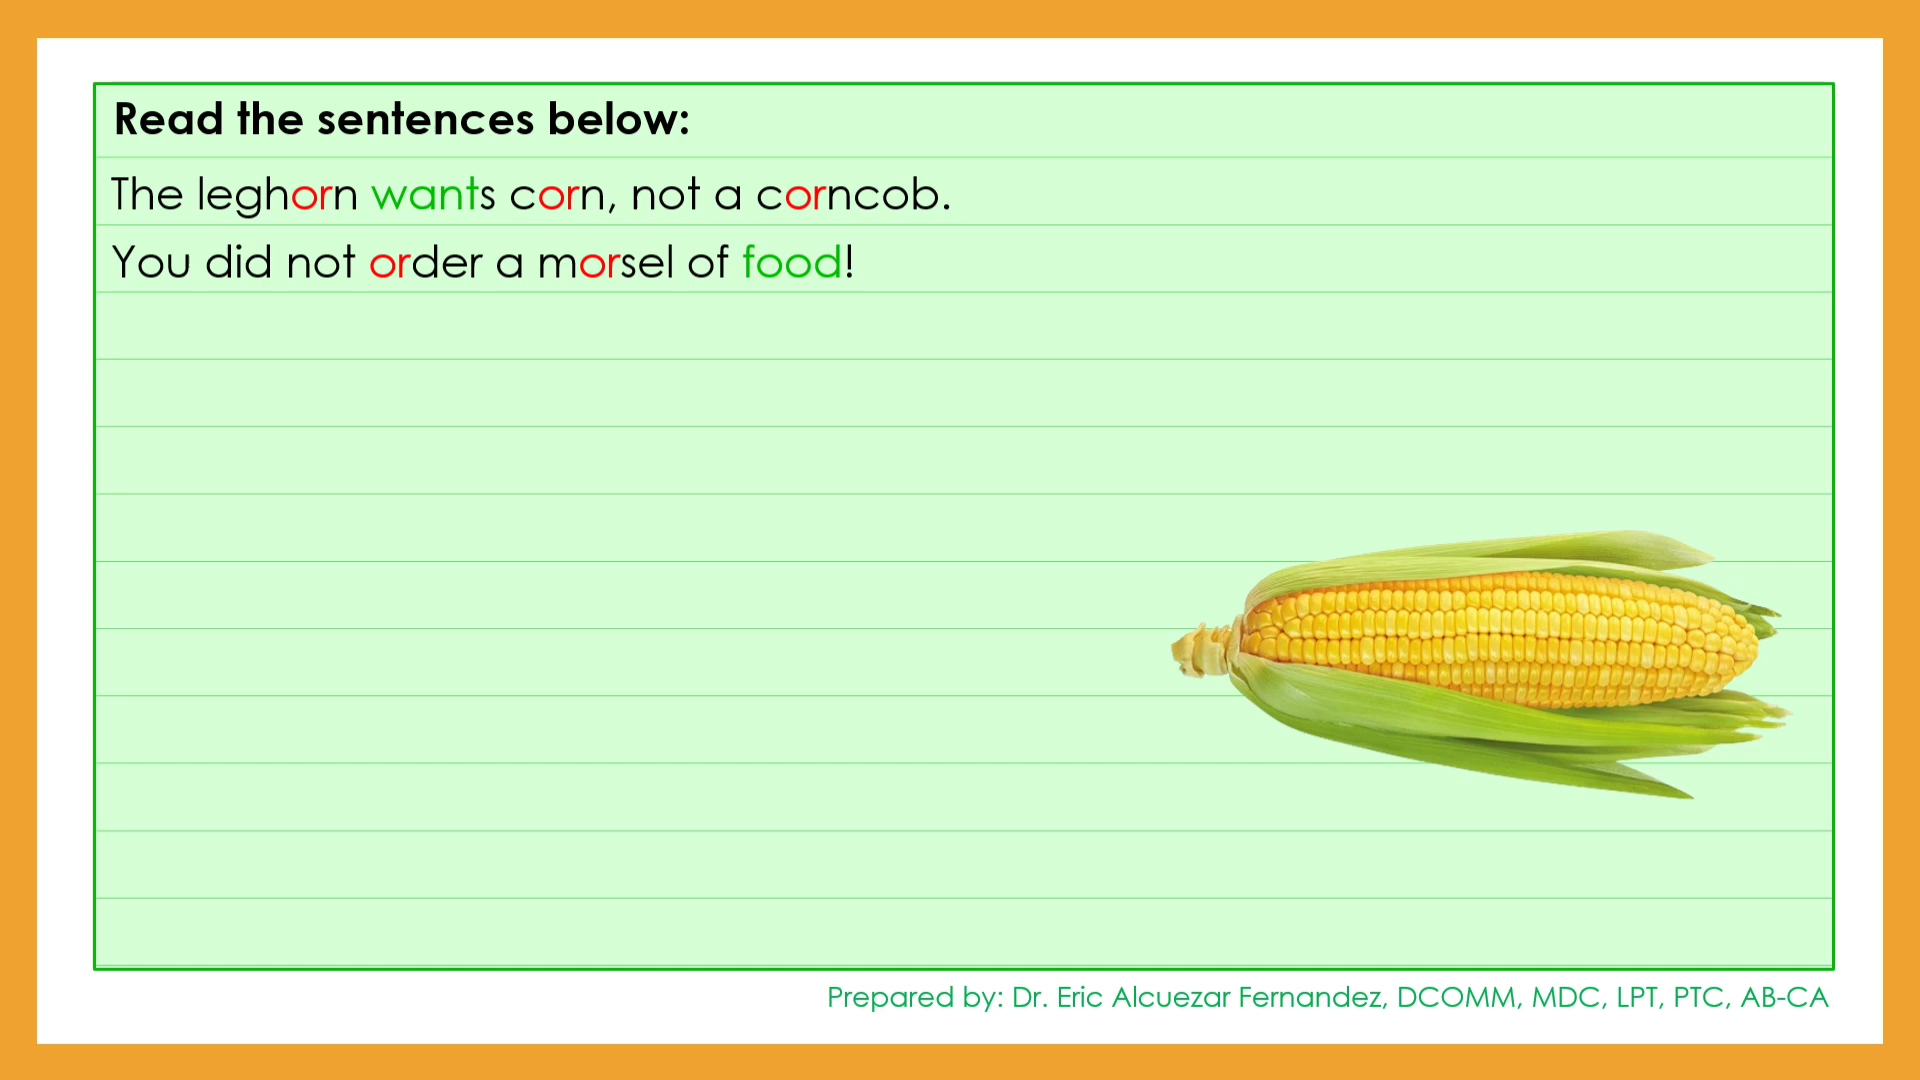 Read the sentences below:
The leghorn wants corn, not a corncob.
You did not order a morsel of food!
Prepared by: Dr. Eric Alcuezar Fernandez, DCOMM, MDC, LPT, PTC, AB-CA